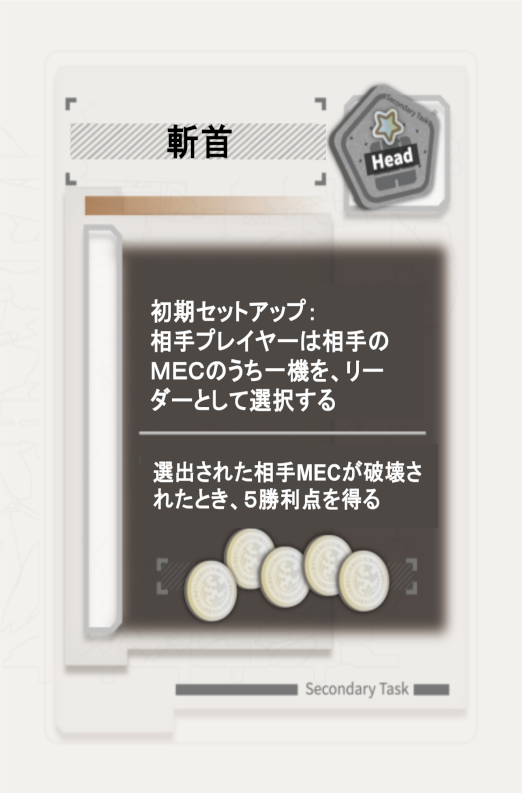 斬首
Secondary Task
Head
初期セットアップ：
相手プレイヤーは相手の
MECのうち一機を、リー
ダーとして選択する
選出された相手MECが破壊さ
れたとき、５勝利点を得る
Secondary Task